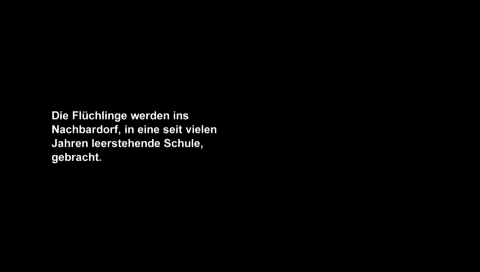 Die Flüchlinge werden ins
Nachbardorf, in eine seit vielen
Jahren leerstehende Schule,
gebracht.